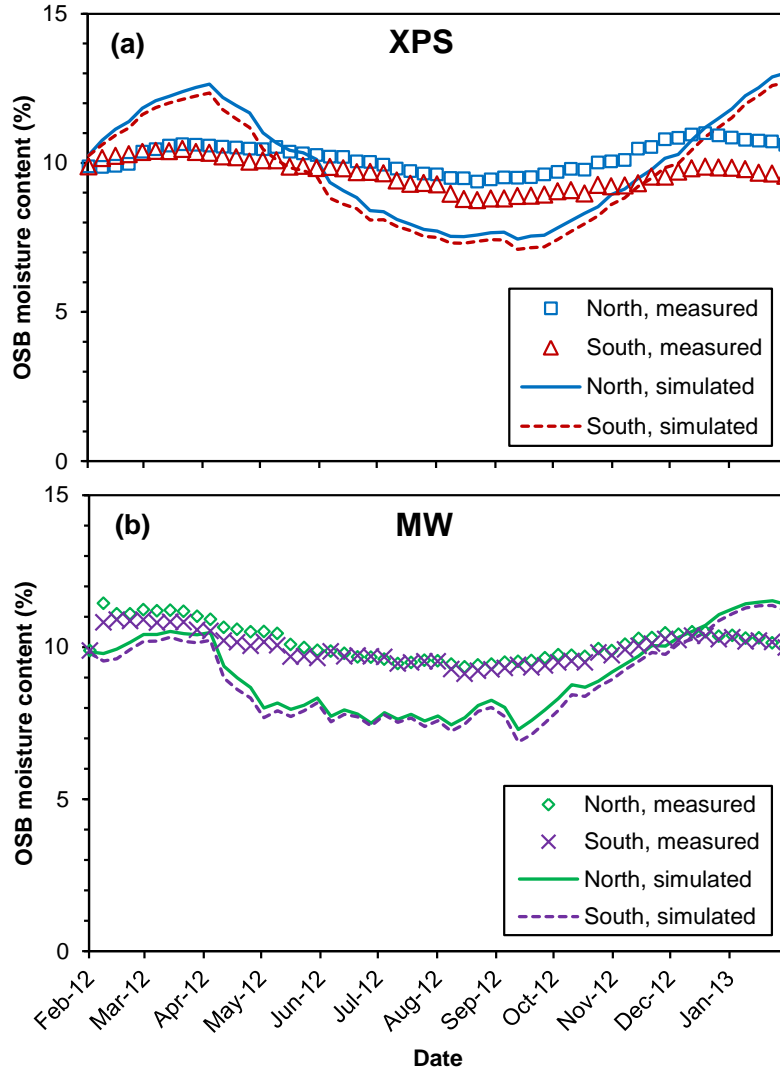 15
(a)
XPS
10
OSB moisture content (%)
5
North, measured
South, measured
North, simulated
South, simulated
0
15
(b)
MW
10
OSB moisture content (%)
5
North, measured
South, measured
North, simulated
South, simulated
0
Feb-12
Mar-12
Apr-12
May-12
Jun-12
Jul-12
Aug-12
Sep-12
Oct-12
Nov-12
Dec-12
Jan-13
Date